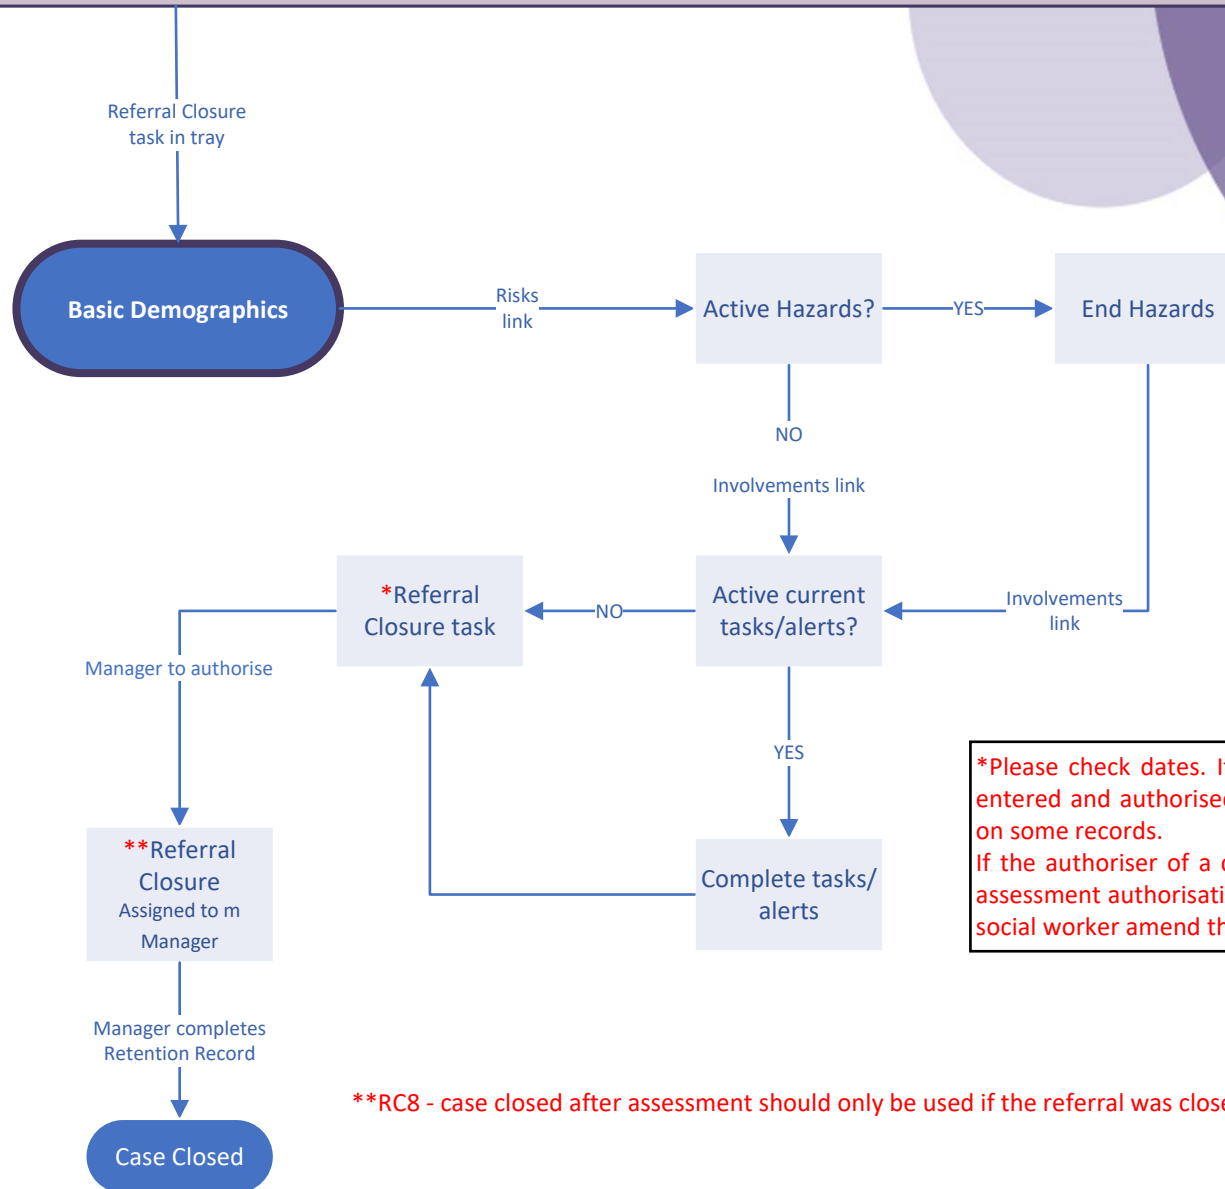 Referral Closure
task in tray
Basic Demographics
Risks
link
Active Hazards?
YES
End Hazards
NO
Involvements link
Involvements
link
*Referral
Closure task
NO
Active current
tasks/alerts?
Manager to authorise
YES
*Please check dates. If
entered and authorised
on some records.
If the authoriser of a
assessment
social worker amend
**Referral
Closure
Assigned to m
Manager
Complete tasks/
alerts
Manager completes
Retention Record
**RC8 - case closed after assessment should only be used if the referral was
Case Closed